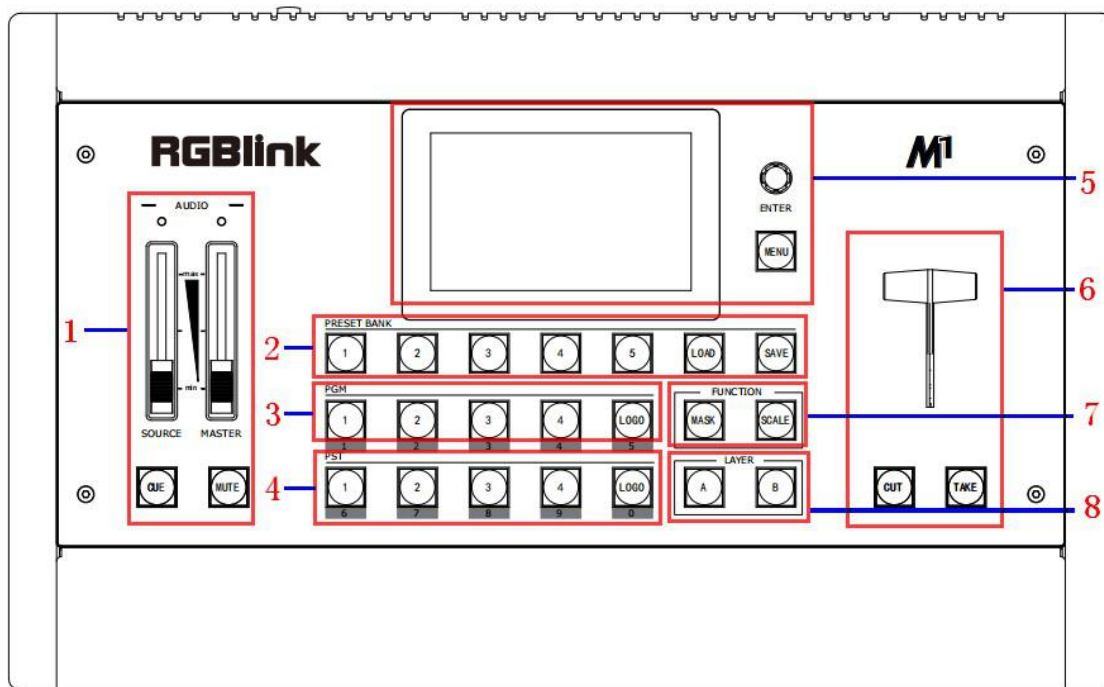 RGBlink
M1
AUDIO
max
min
SOURCE MASTER
CUE MUTE
ENTER
MENU
PRESET BANK
1 2 3 4 5 LOAD SAVE
PGM
1 2 3 4 LOGO
1 2 3 4 5
PST
1 2 3 4 LOGO
6 7 8 9 0
FUNCTION
MASK SCALE
LAYER
A B
CUT TAKE
1
2
3
4
5
6
7
8